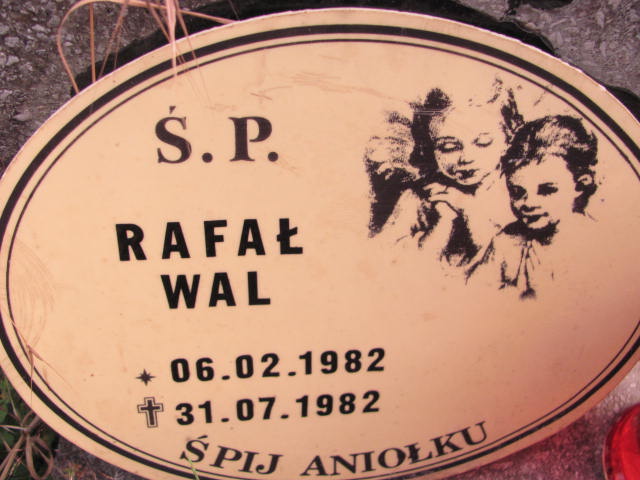 Ś.P.
RAFAŁ
WAL
06.02.1982
31.07.1982
ŚPIJ ANIOŁKU